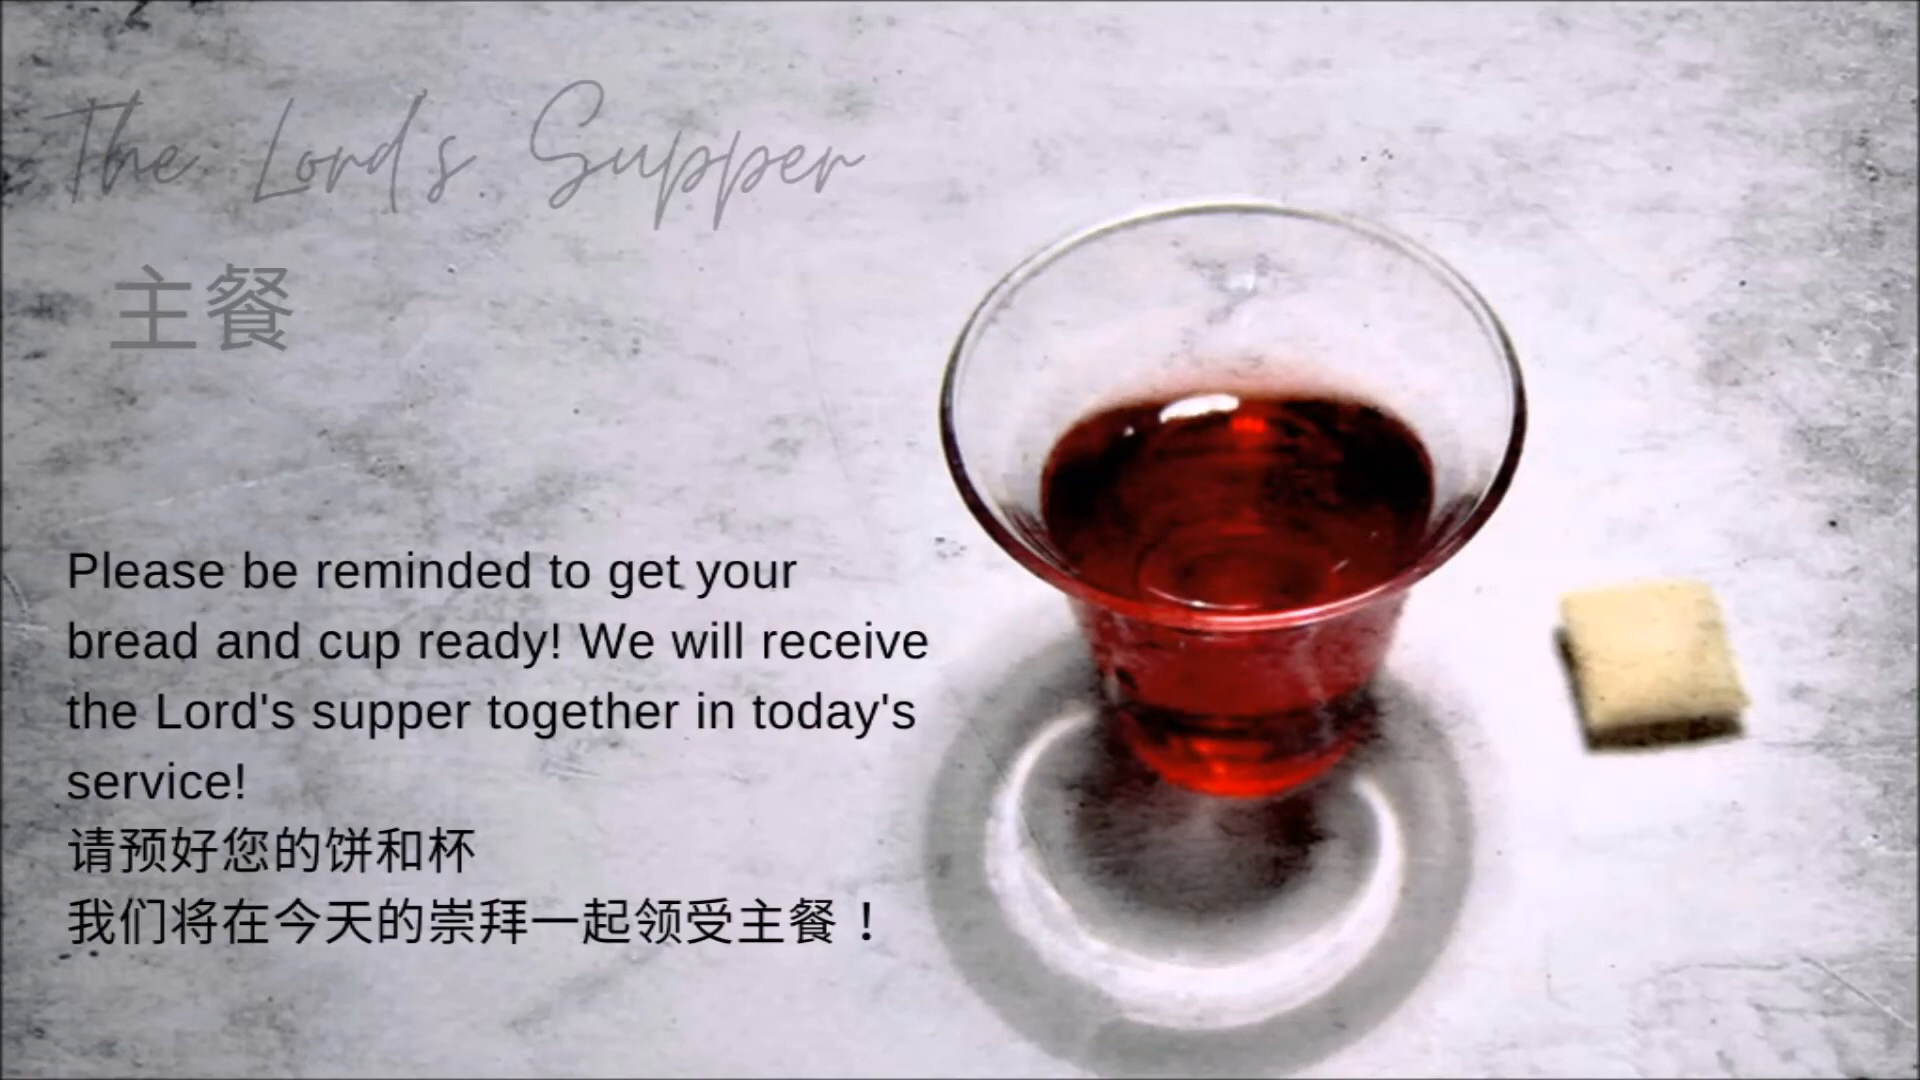 The Lord's Supper
主餐
Please be reminded to get your
bread and cup ready! We will receive
the Lord's supper together in today's
service!
请预好您的饼和杯
我们将在今天的崇拜一起领受主餐！